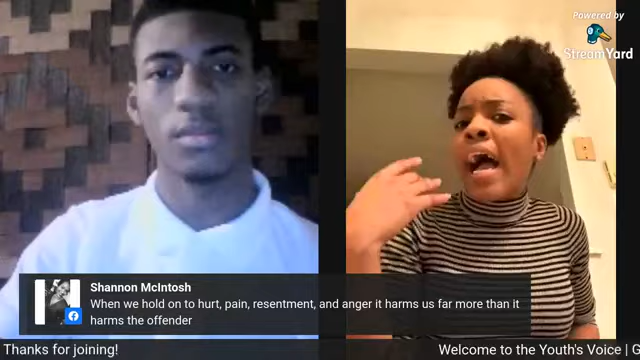 Powered by
StreamYard
Shannon McIntosh
When we hold on to hurt, pain, resentment, and anger it harms us far more than it
harms the offender
Thanks for joining!
Welcome to the Youth's Voice | G